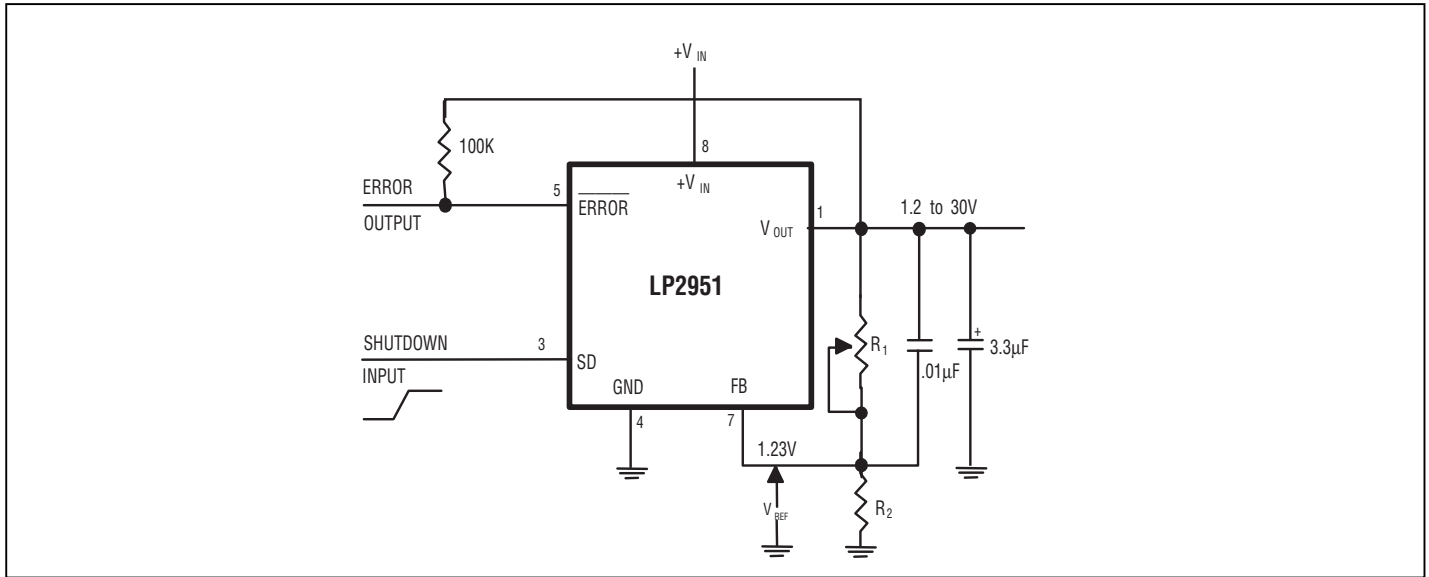 +V IN
100K
8
+V IN
ERROR
OUTPUT
5
ERROR
1
1.2 to 30V
V OUT
LP2951
SHUTDOWN
INPUT
3
SD
R1
+
3.3µF
.01µF
GND
FB
4
7
1.23V
V REF
R2